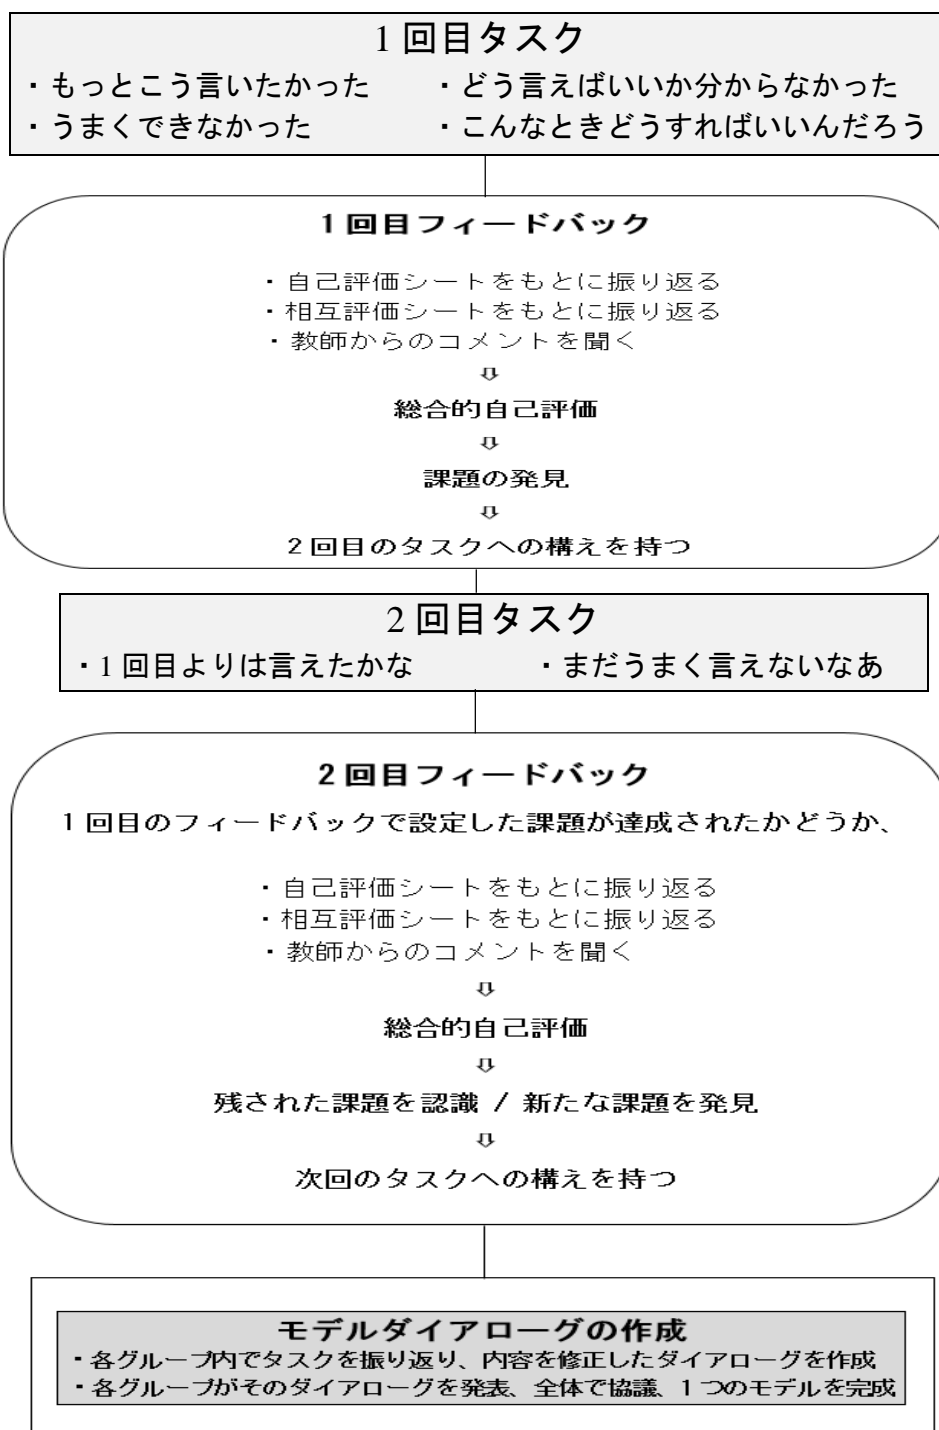 1回目タスク
・もっとこう言いたかった　・どう言えばいいか分からなかった
・うまくできなかった　・こんなときどうすればいいんだろう
1回目フィードバック
・自己評価シートをもとに振り返る
・相互評価シートをもとに振り返る
・教師からのコメントを聞く
⇩
総合的自己評価
⇩
課題の発見
⇩
2回目のタスクへの構えを持つ
2回目タスク
・1回目よりは言えたかな　・まだうまく言えないなあ
2回目フィードバック
1回目のフィードバックで設定した課題が達成されたかどうか、
・自己評価シートをもとに振り返る
・相互評価シートをもとに振り返る
・教師からのコメントを聞く
⇩
総合的自己評価
⇩
残された課題を認識 / 新たな課題を発見
⇩
次回のタスクへの構えを持つ
モデルダイアローグの作成
・各グループ内でタスクを振り返り、内容を修正したダイアローグを作成
・各グループがそのダイアローグを発表、全体で協議、1つのモデルを完成